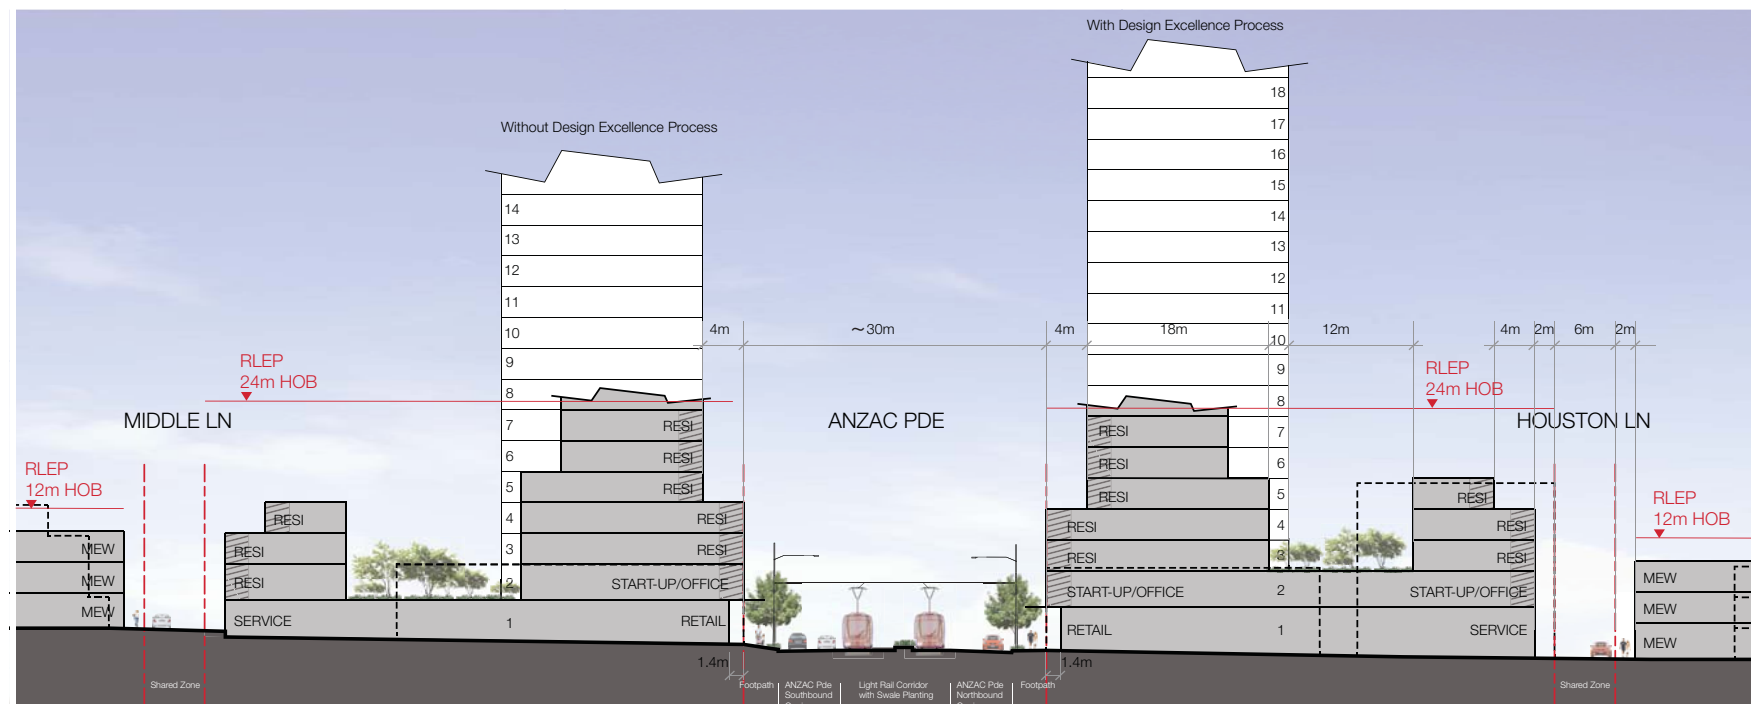 With Design Excellence Process
Without Design Excellence Process
18
17
16
15
14
13
12
11
10
9
8
7
6
5
4
3
2
1
14
13
12
11
10
9
8
7
6
5
4
3
2
1
4m
~30m
4m
18m
12m
4m
2m
6m
2m
RLEP
24m HOB
RLEP
24m HOB
MIDDLE LN
ANZAC PDE
HOUSTON LN
RLEP
12m HOB
RLEP
12m HOB
MEW
MEW
MEW
RESI
RESI
RESI
SERVICE
RESI
RESI
RESI
RESI
RESI
START-UP/OFFICE
RETAIL
RESI
RESI
RESI
RESI
RESI
START-UP/OFFICE
RETAIL
RESI
RESI
RESI
START-UP/OFFICE
SERVICE
MEW
MEW
MEW
1.4m
1.4m
Shared Zone
Footpath
ANZAC Pde
Southbound
Light Rail Corridor
with Swale Planting
ANZAC Pde
Northbound
Footpath
Shared Zone